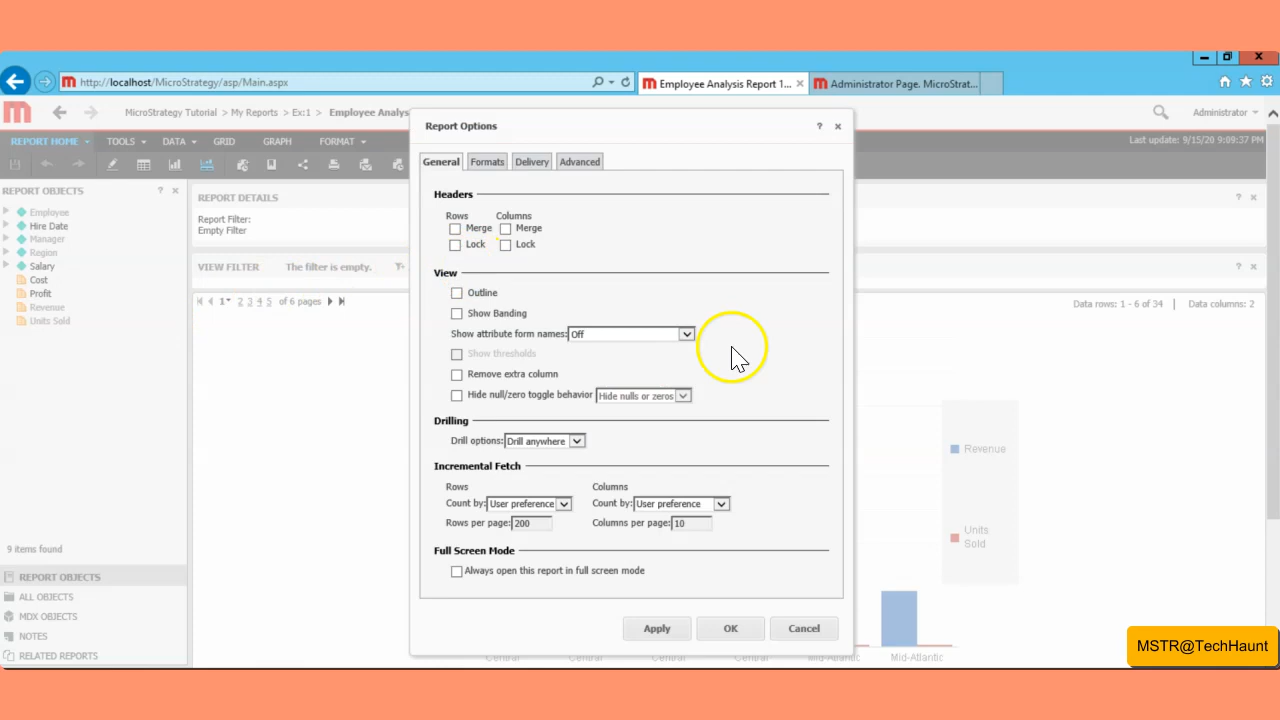 http://localhost/MicroStrategy/asp/Main.aspx
Employee Analysis Report 1...
Administrator Page. MicroStrat...
MicroStrategy Tutorial > My Reports > Ex:1 > Employee Analys
Administrator
REPORT HOME TOOLS DATA GRID GRAPH FORMAT
Last update: 9/15/20 9:09:37 PM
REPORT OBJECTS ? ×
Employee
Hire Date
Manager
Region
Salary
Cost
Profit
Revenue
Units Sold
9 items found
REPORT OBJECTS
ALL OBJECTS
MDX OBJECTS
NOTES
RELATED REPORTS
REPORT DETAILS
Report Filter:
Empty Filter
VIEW FILTER The filter is empty.
1 2 3 4 5 of 6 pages
Data rows: 1 - 6 of 34 | Data columns: 2
Report Options ? ×
General Formats Delivery Advanced
Headers
Rows Columns
Merge Merge
Lock Lock
View
Outline
Show Banding
Show attribute form names: Off
Show thresholds
Remove extra column
Hide null/zero toggle behavior Hide nulls or zeros
Drilling
Drill options: Drill anywhere
Incremental Fetch
Rows Columns
Count by: User preference Count by: User preference
Rows per page: 200 Columns per page: 10
Full Screen Mode
Always open this report in full screen mode
Apply OK Cancel
Revenue
Units
Sold
Central Central Central Central Mid-Atlantic Mid-Atlantic
MSTR@TechHaunt